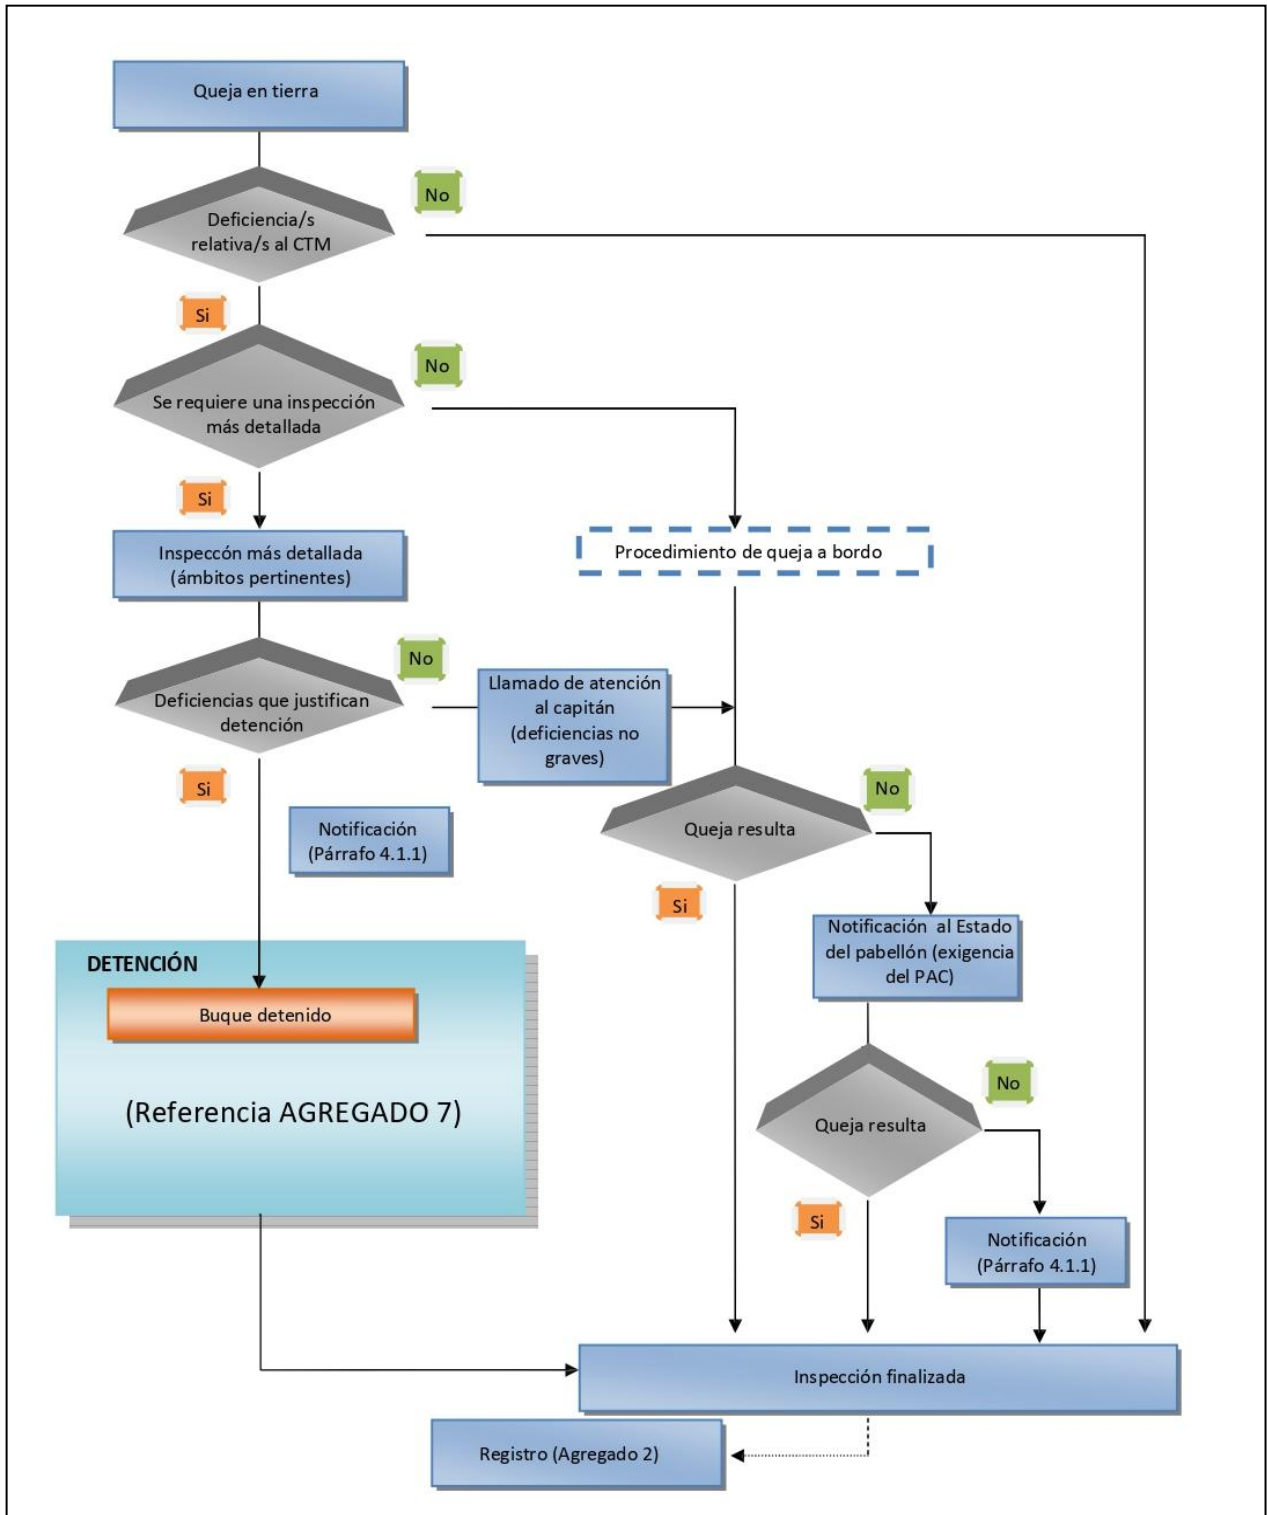 Queja en tierra
No
Deficiencia/s
relativa/s al CTM
Si
No
Se requiere una inspección
más detallada
Si
Inspeccón más detallada
(ámbitos pertinentes)
Procedimiento de queja a bordo
No
Deficiencias que justifican
detención
Llamado de atención
al capitán
(deficiencias no
graves)
Si
Notificación
(Párrafo 4.1.1)
No
Queja resulta
Si
Notificación al Estado
del pabellón (exigencia
del PAC)
DETENCIÓN
Buque detenido
(Referencia AGREGADO 7)
No
Queja resulta
Si
Notificación
(Párrafo 4.1.1)
Inspección finalizada
Registro (Agregado 2)